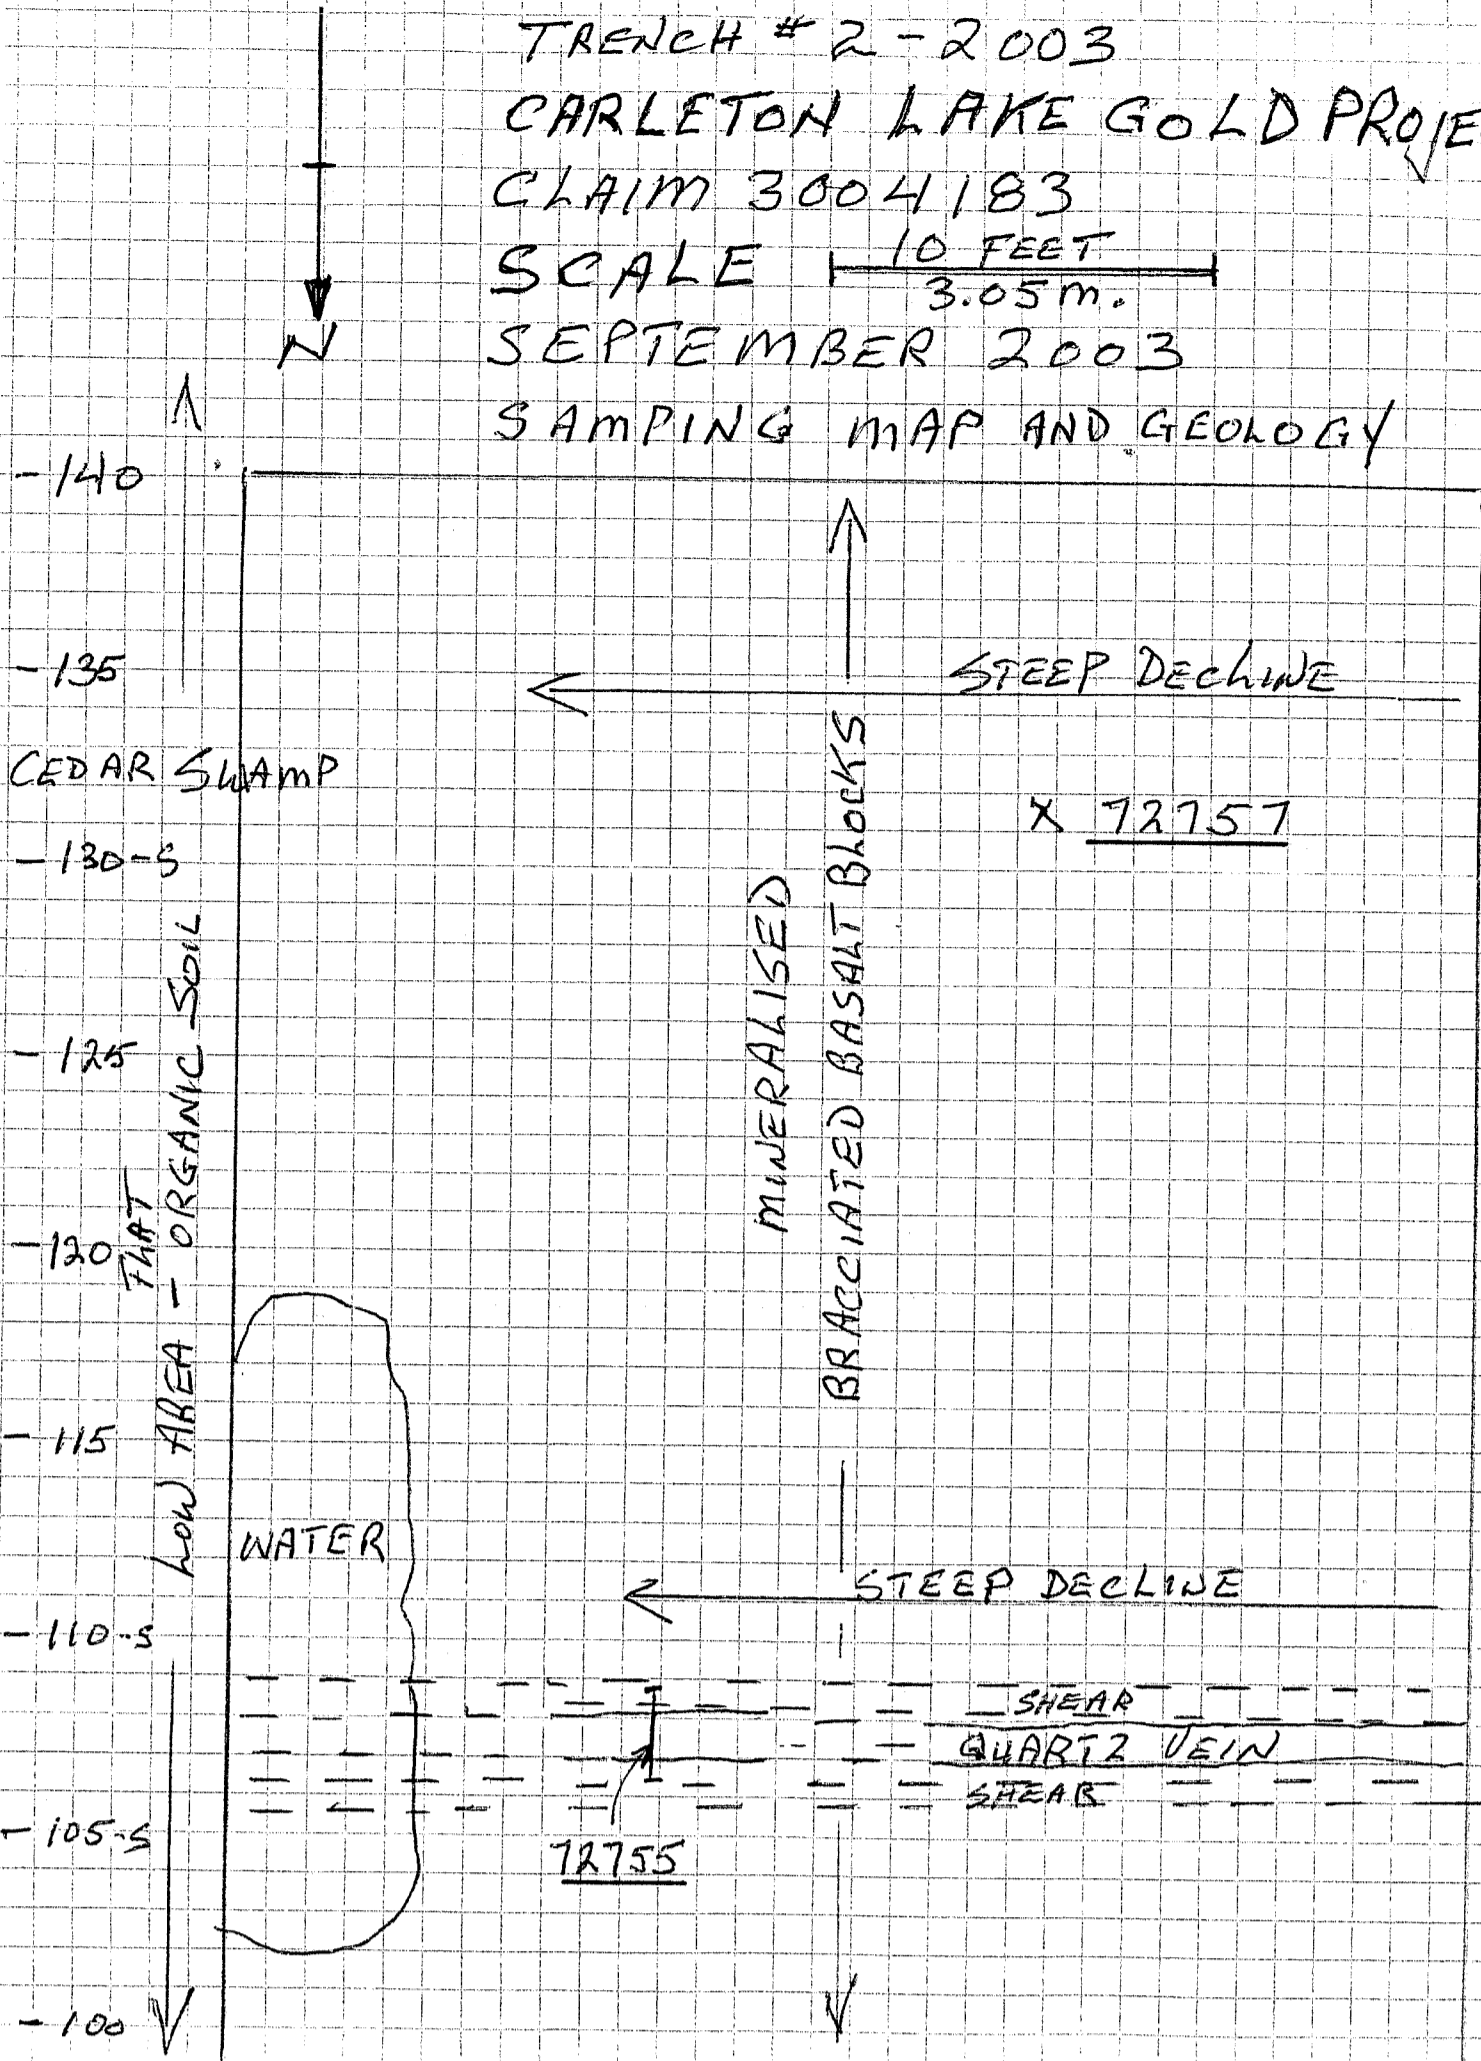 TRENCH # 2 - 2003
CARLETON LAKE GOLD PROJE
CLAIM 3004183
SCALE 10 FEET
3.05 m.
N
SEPTEMBER 2003
SAMPING MAP AND GEOLOGY
- 140
- 135
STEEP DECLINE
CEDAR SWAMP
X 72757
- 130-S
MINERALISED
BRACCIATED BASALT BLOCKS
- 125
FLAT
LOW AREA - ORGANIC SOIL
- 120
- 115
WATER
STEEP DECLINE
- 110-S
SHEAR
QUARTZ VEIN
SHEAR
- 105-S
72755
- 100